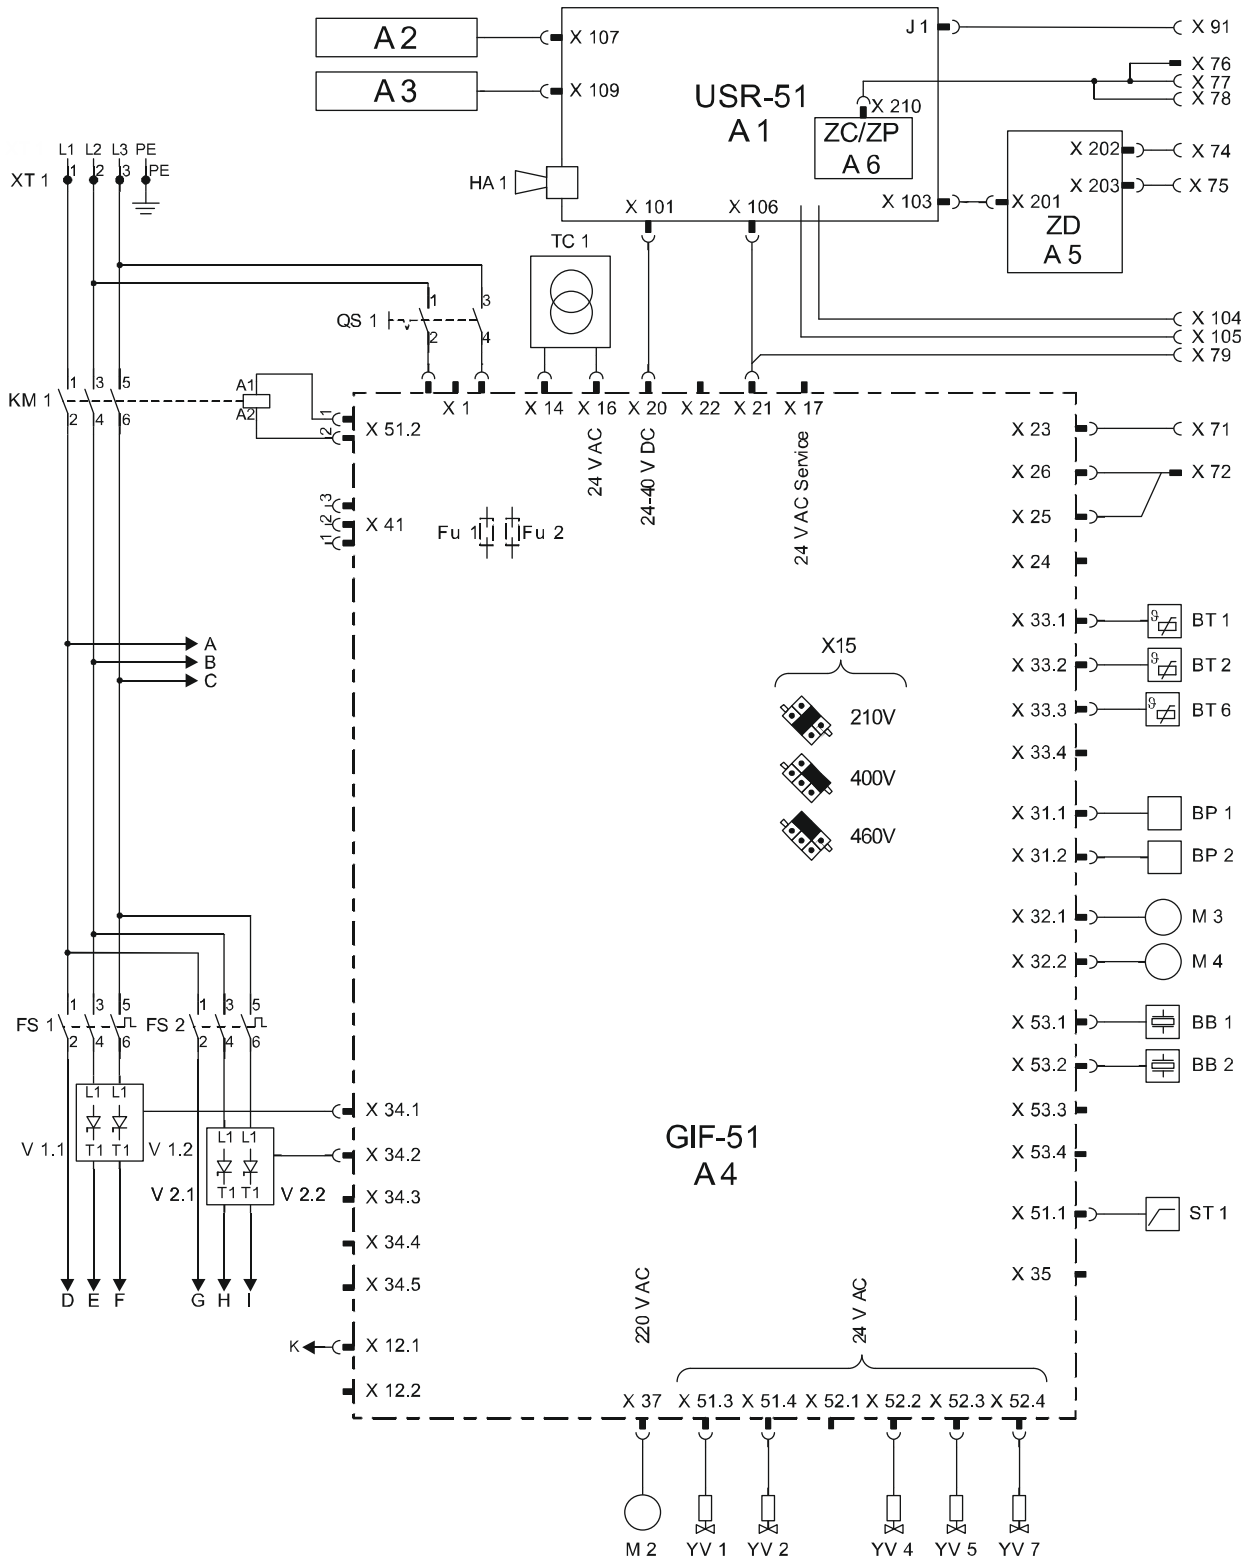 A 2
X 107
J 1
X 91
A 3
X 109
USR-51
A 1
X 76
X 77
X 78
X 210
ZC/ZP
A 6
L1 L2 L3 PE
XT 1
1 2 3 PE
HA 1
X 202
X 74
X 203
X 75
X 103
X 201
ZD
A 5
X 101
X 106
TC 1
X 104
X 105
X 79
QS 1
1 3
2 4
KM 1
1 3 5
2 4 6
A1
A2
1
2
X 51.2
X 1
X 14
X 16
X 20
X 22
X 21
X 17
24 V AC
24-40 V DC
24 V AC Service
X 23
X 71
X 26
X 72
X 25
X 24
3
2
1
X 41
Fu 1
Fu 2
A
B
C
X15
210V
400V
460V
X 33.1
BT 1
X 33.2
BT 2
X 33.3
BT 6
X 33.4
X 31.1
BP 1
X 31.2
BP 2
X 32.1
M 3
X 32.2
M 4
X 53.1
BB 1
X 53.2
BB 2
X 53.3
X 53.4
X 51.1
ST 1
X 35
FS 1
1 3 5
2 4 6
FS 2
1 3 5
2 4 6
L1 L1
T1 T1
V 1.1
V 1.2
L1 L1
T1 T1
V 2.1
V 2.2
X 34.1
X 34.2
X 34.3
X 34.4
X 34.5
GIF-51
A 4
D E F G H I
K
X 12.1
X 12.2
220 V AC
24 V AC
X 37
X 51.3
X 51.4
X 52.1
X 52.2
X 52.3
X 52.4
M 2
YV 1
YV 2
YV 4
YV 5
YV 7